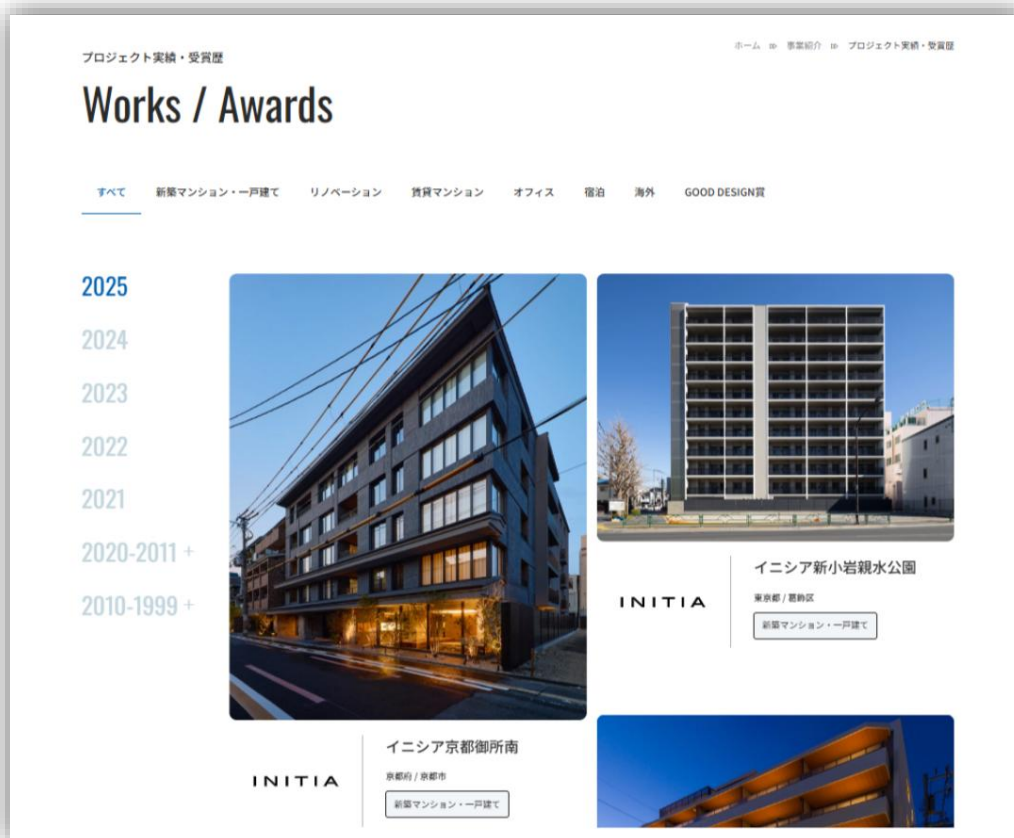 プロジェクト実績・受賞歴
ホーム
事業紹介
プロジェクト実績・受賞歴
Works / Awards
すべて
新築マンション・一戸建て
リノベーション
賃貸マンション
オフィス
宿泊
海外
GOOD DESIGN賞
2025
2024
2023
2022
2021
2020-2011 +
2010-1999 +
INITIA
イニシア新小岩親水公園
東京都 / 葛飾区
新築マンション・一戸建て
INITIA
イニシア京都御所南
京都府 / 京都市
新築マンション・一戸建て